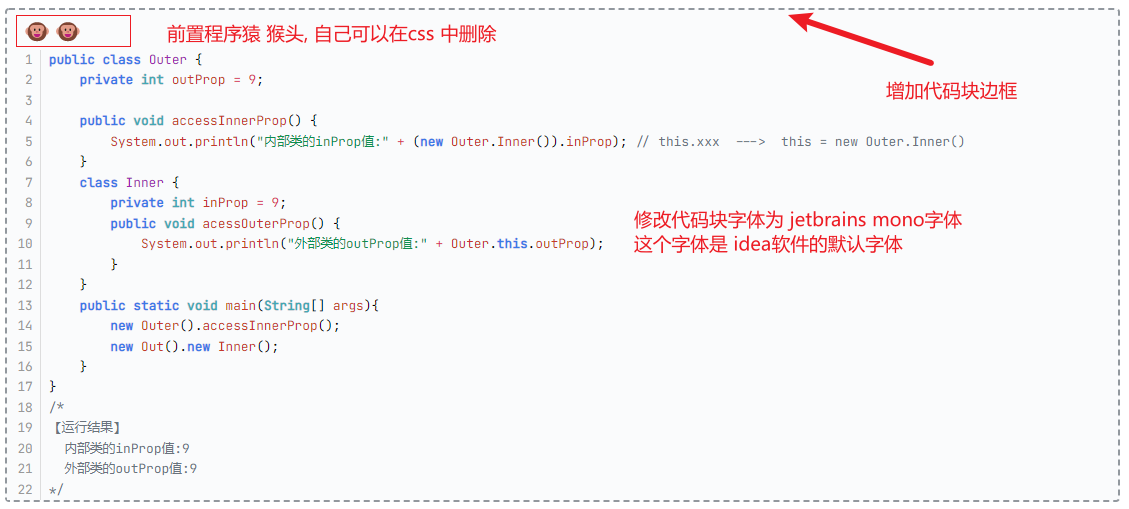 🐵🐵 前置程序猿 猴头, 自己可以在css 中删除
增加代码块边框
1 public class Outer {
2     private int outProp = 9;
3
4     public void accessInnerProp() {
5         System.out.println("内部类的inProp值:" + (new Outer.Inner()).inProp); // this.xxx  --->  this = new Outer.Inner()
6     }
7     class Inner {
8         private int inProp = 9;
9         public void acessOuterProp() {
修改代码块字体为 jetbrains mono字体
10             System.out.println("外部类的outProp值:" + Outer.this.outProp);
这个字体是 idea软件的默认字体
11         }
12     }
13     public static void main(String[] args){
14         new Outer().accessInnerProp();
15         new Out().new Inner();
16     }
17 }
18 /*
19 【运行结果】
20   内部类的inProp值:9
21   外部类的outProp值:9
22 */